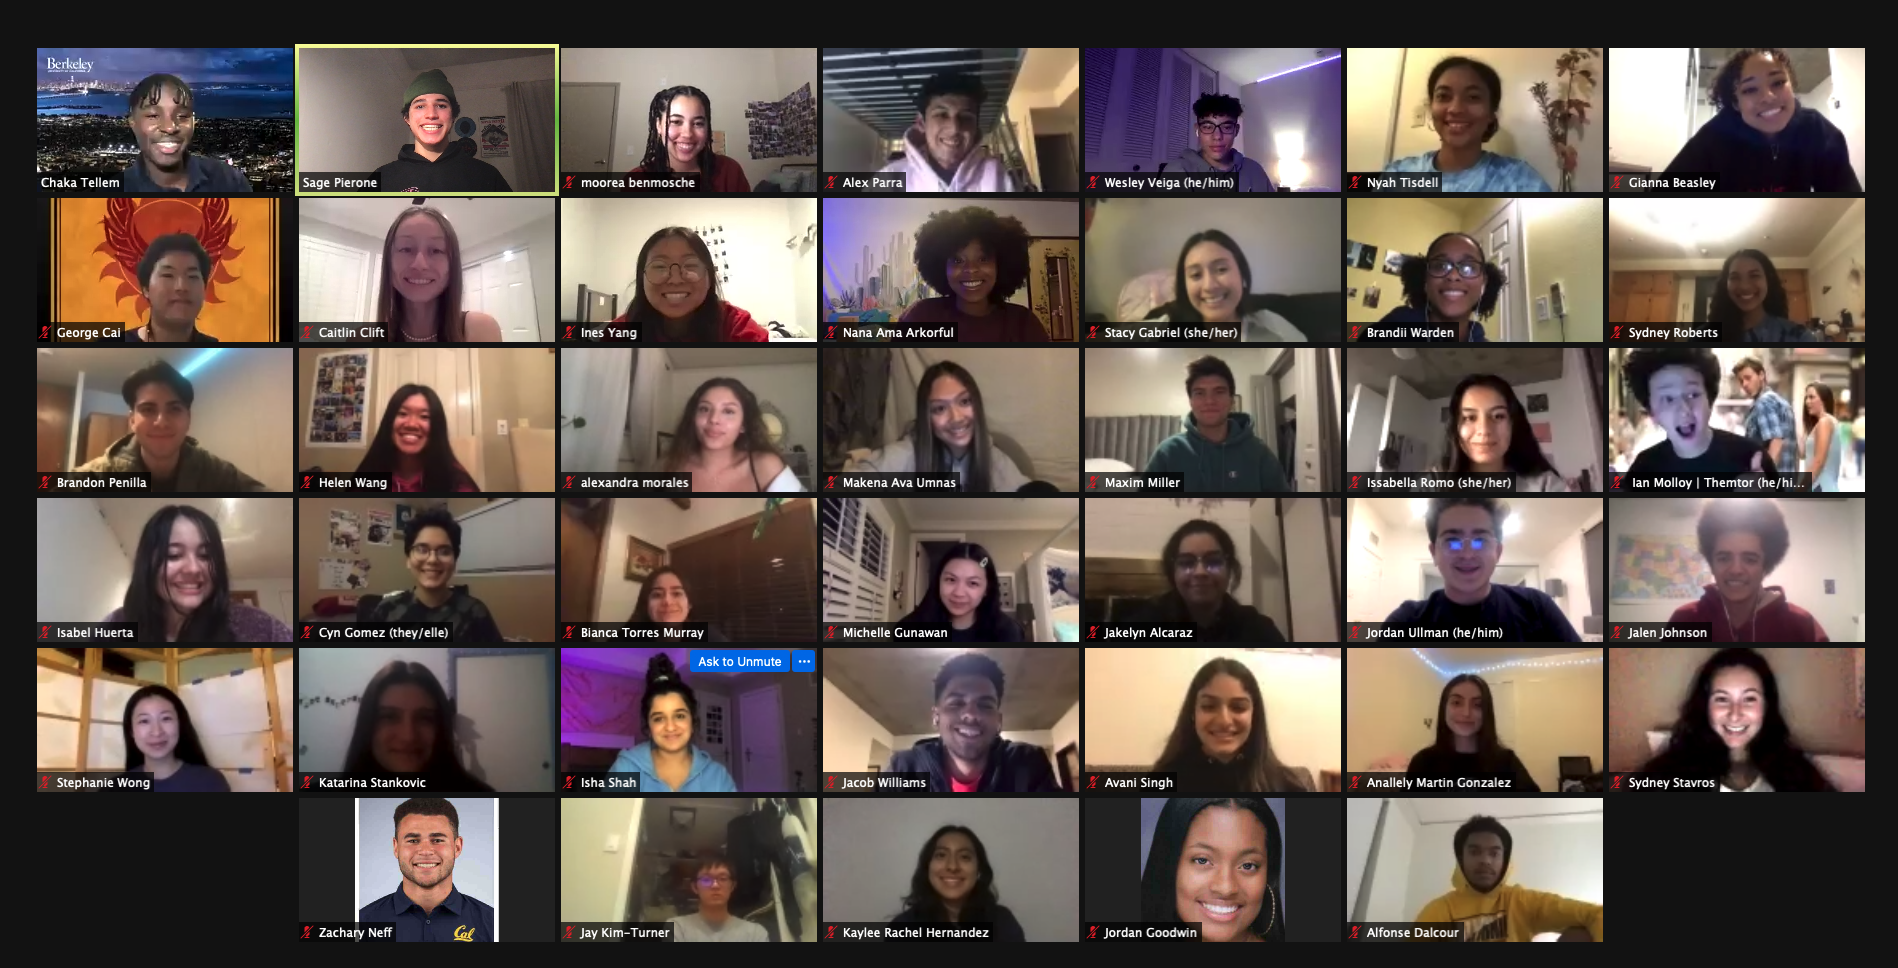 Berkeley
Chaka Tellem
Sage Pierone
moorea benmosche
Alex Parra
Wesley Veiga (he/him)
Nyah Tisdell
Gianna Beasley
George Cai
Caitlin Clift
Ines Yang
Nana Ama Arkorful
Stacy Gabriel (she/her)
Brandii Warden
Sydney Roberts
Brandon Penilla
Helen Wang
alexandra morales
Makena Ava Umnas
Maxim Miller
Issabella Romo (she/her)
Ian Molloy | Themtor (he/hi...
Isabel Huerta
Cyn Gomez (they/elle)
Bianca Torres Murray
Michelle Gunawan
Jakelyn Alcaraz
Jordan Ullman (he/him)
Jalen Johnson
Ask to Unmute
Stephanie Wong
Katarina Stankovic
Isha Shah
Jacob Williams
Avani Singh
Anallely Martin Gonzalez
Sydney Stavros
Cal
Zachary Neff
Jay Kim-Turner
Kaylee Rachel Hernandez
Jordan Goodwin
Alfonse Dalcour